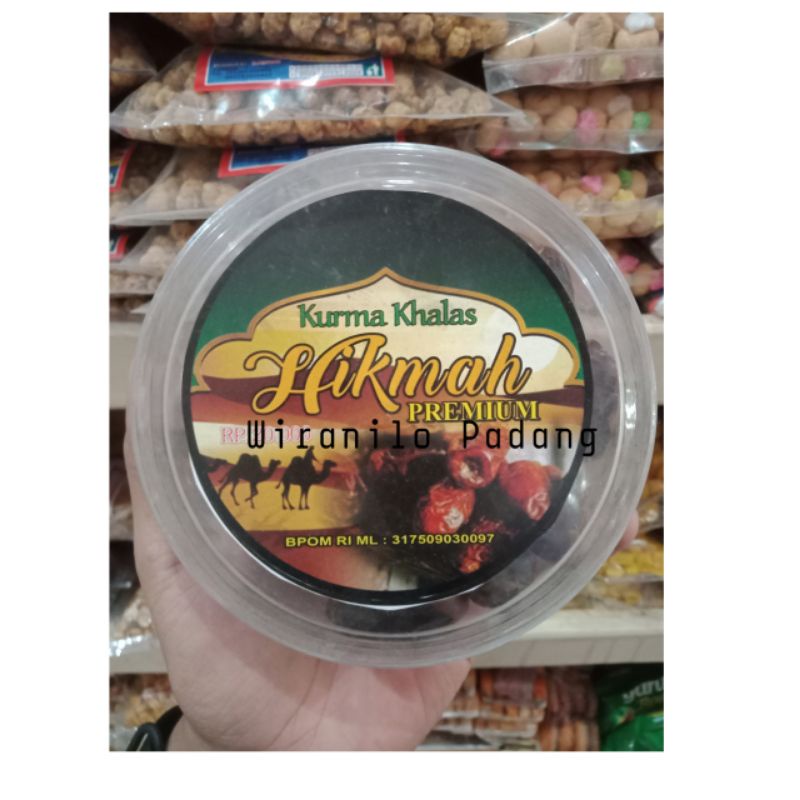 Kurma Khalas
Hikmah
PREMIUM
Wiranilo Padang
BPOM RI ML : 317509030097